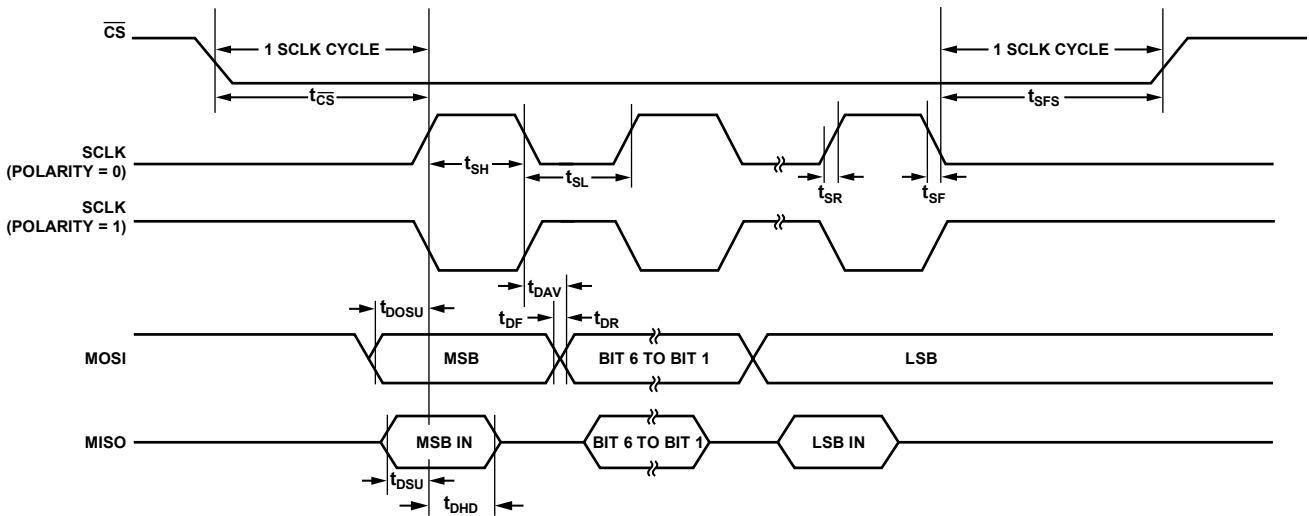 CS
1 SCLK CYCLE
1 SCLK CYCLE
tCS
tSFS
SCLK
(POLARITY = 0)
tSH
tSL
tSR
tSF
SCLK
(POLARITY = 1)
tDAV
tDOSU
tDF
tDR
MOSI
MSB
BIT 6 TO BIT 1
LSB
MISO
MSB IN
BIT 6 TO BIT 1
LSB IN
tDSU
tDHD